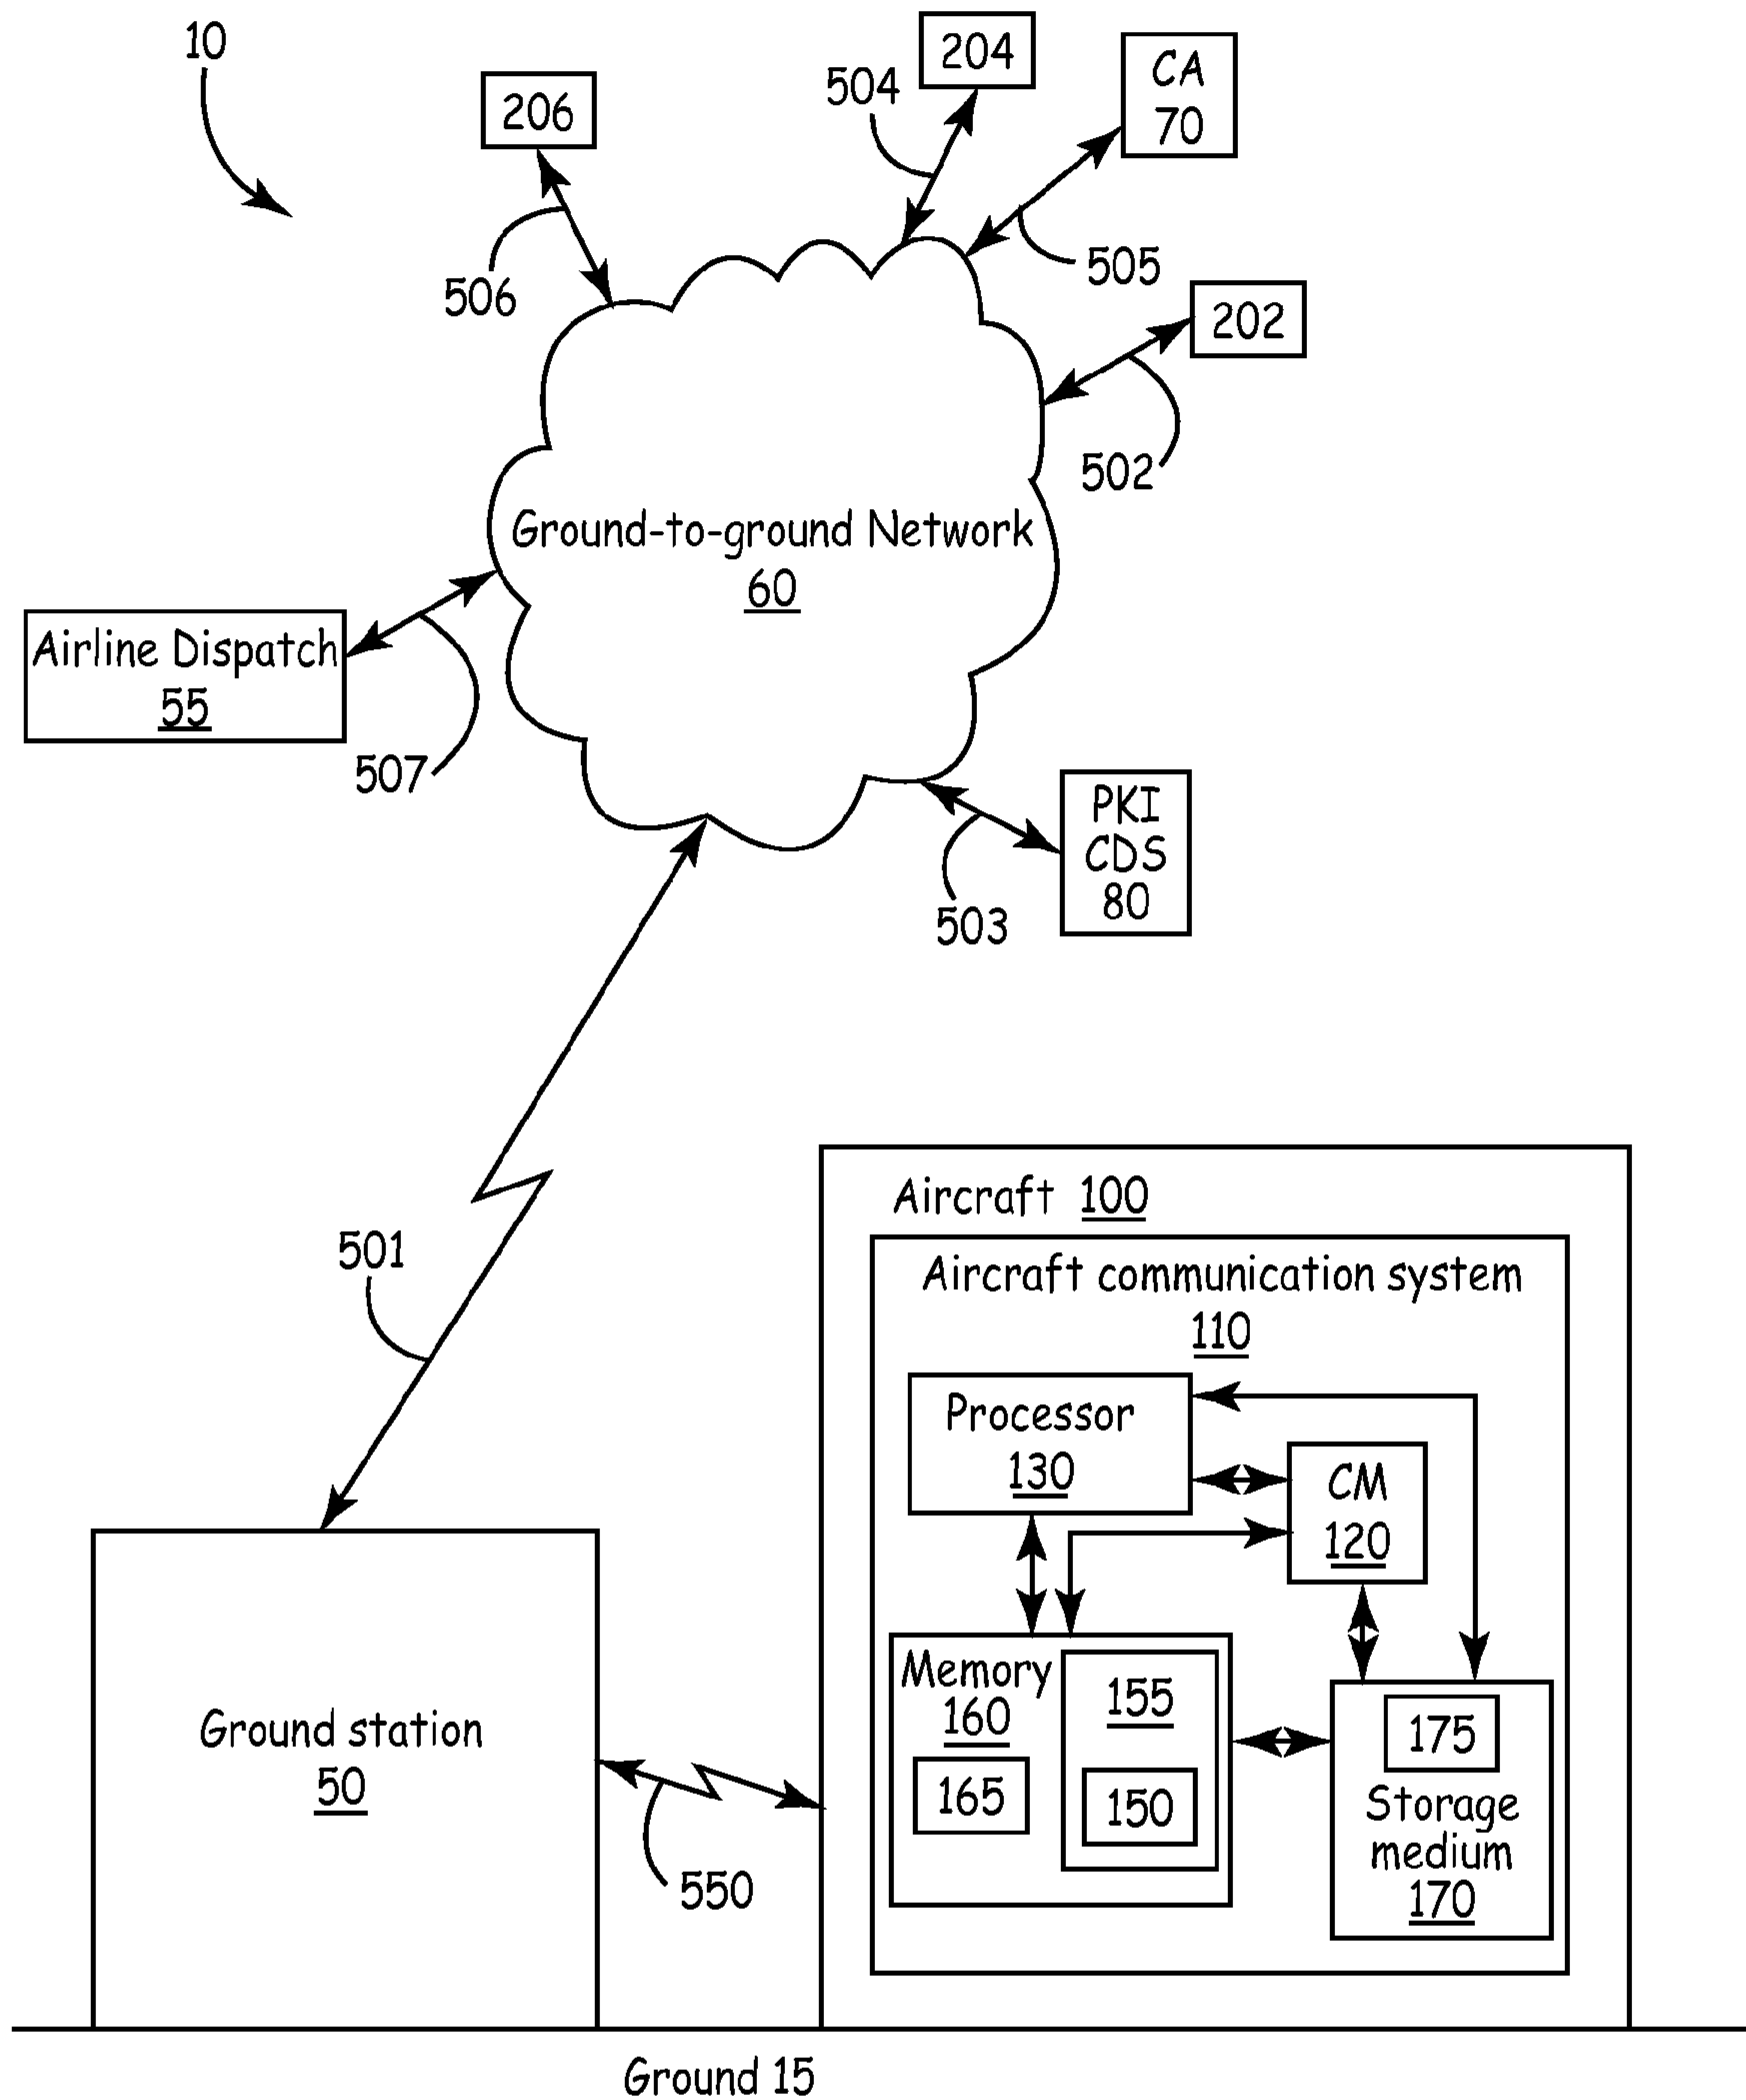 10
206
204
504
CA
70
506
505
202
502
Ground-to-ground Network
60
Airline Dispatch
55
507
PKI
CDS
80
503
Aircraft 100
501
Aircraft communication system
110
Processor
130
CM
120
Memory
160
155
165
150
175
Storage
medium
170
Ground station
50
550
Ground 15